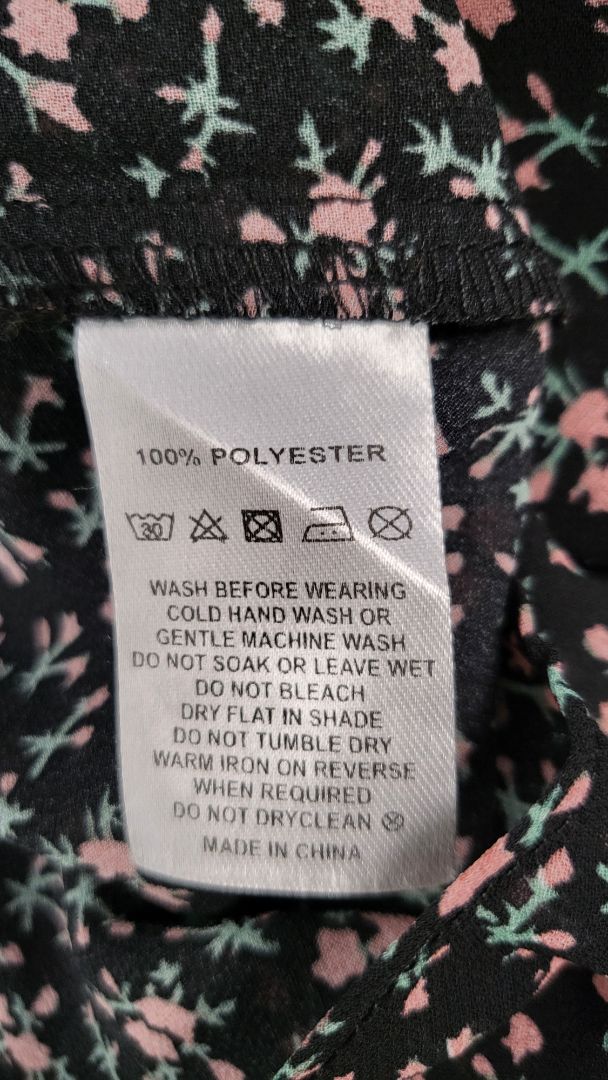 100% POLYESTER
30
WASH BEFORE WEARING
COLD HAND WASH OR
GENTLE MACHINE WASH
DO NOT SOAK OR LEAVE WET
DO NOT BLEACH
DRY FLAT IN SHADE
DO NOT TUMBLE DRY
WARM IRON ON REVERSE
WHEN REQUIRED
DO NOT DRYCLEAN
MADE IN CHINA